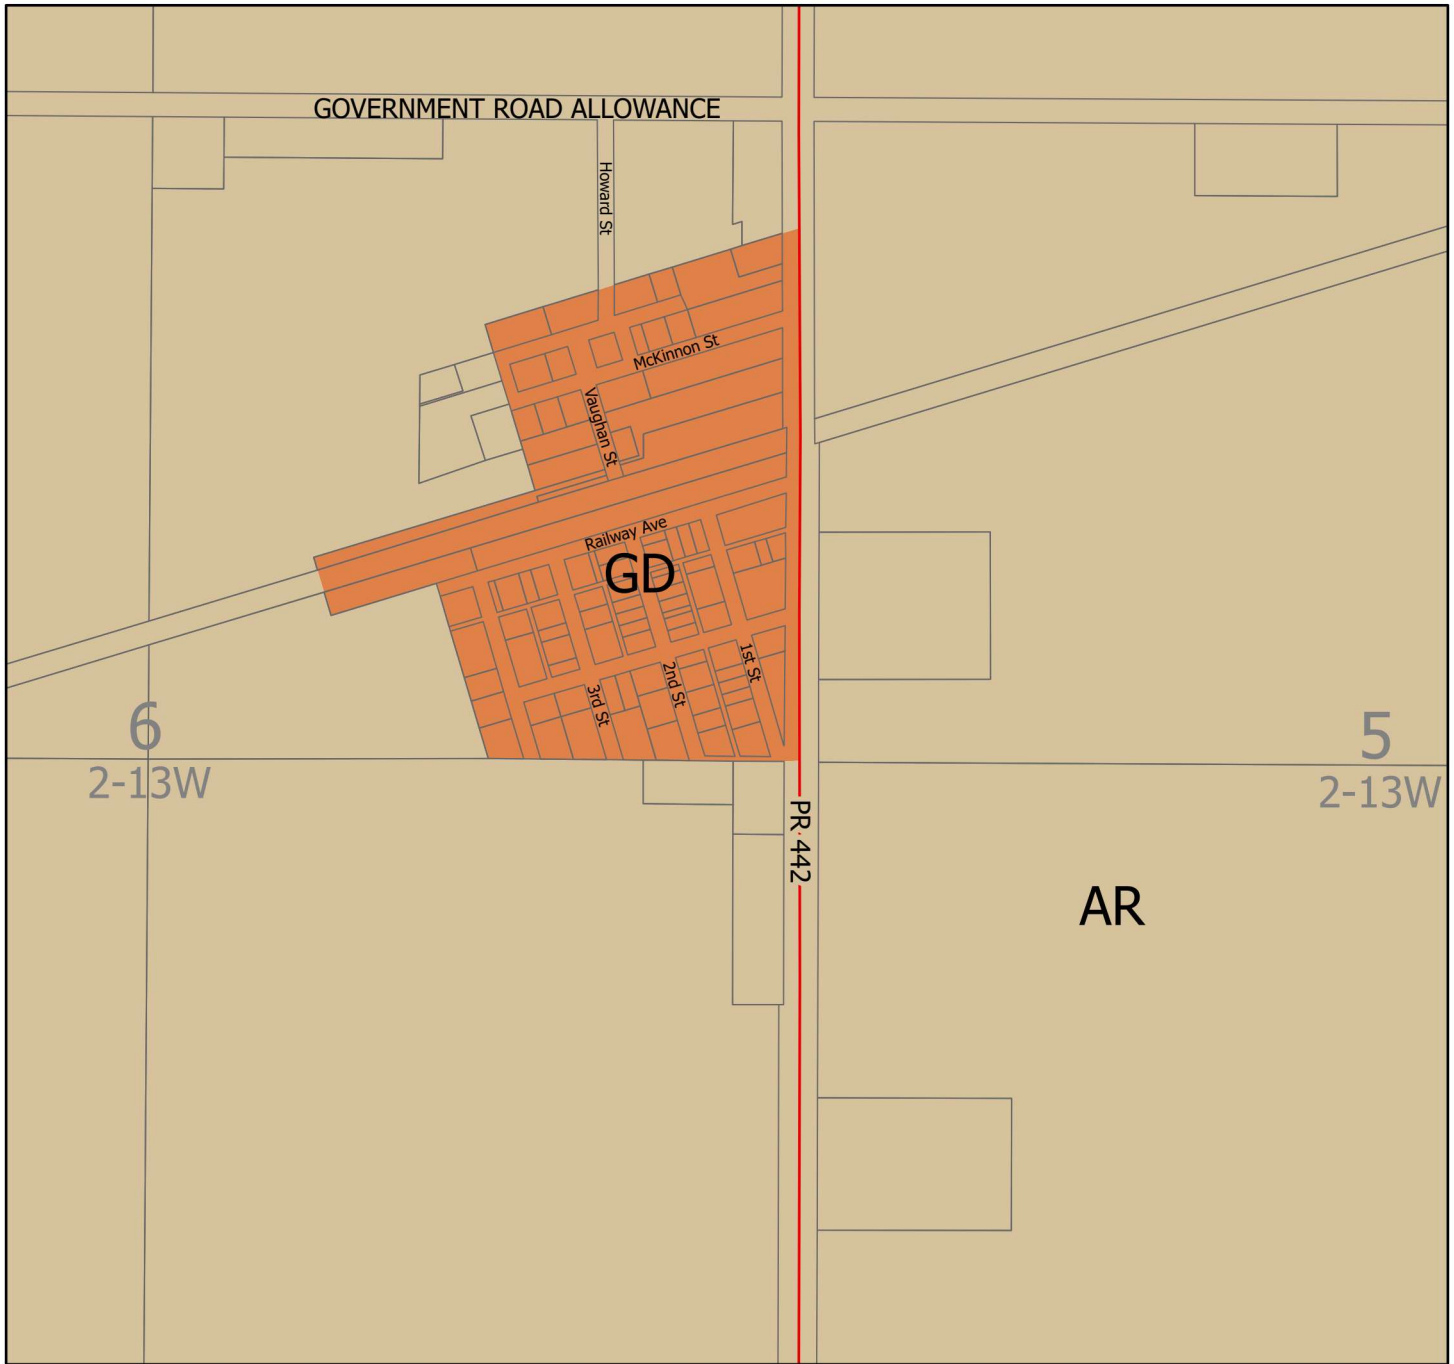 GOVERNMENT ROAD ALLOWANCE
Howard St
McKinnon St
Vaughan St
Railway Ave
GD
1st St
2nd St
3rd St
6
2-13W
5
2-13W
PR 442
AR